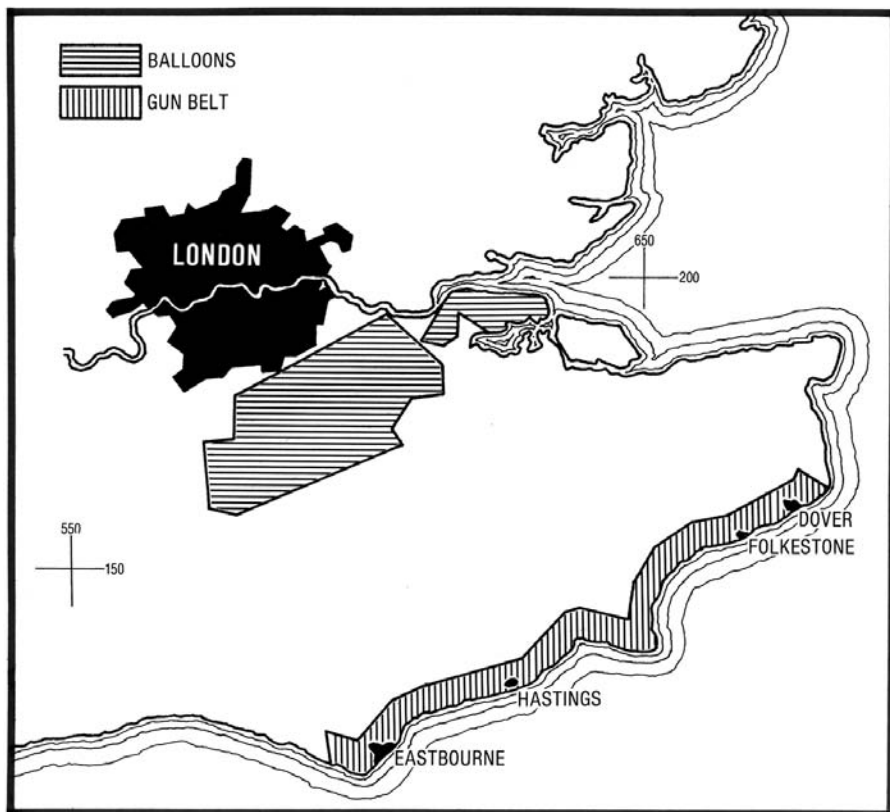 BALLOONS
GUN BELT
LONDON
650
200
DOVER
FOLKESTONE
550
150
HASTINGS
EASTBOURNE